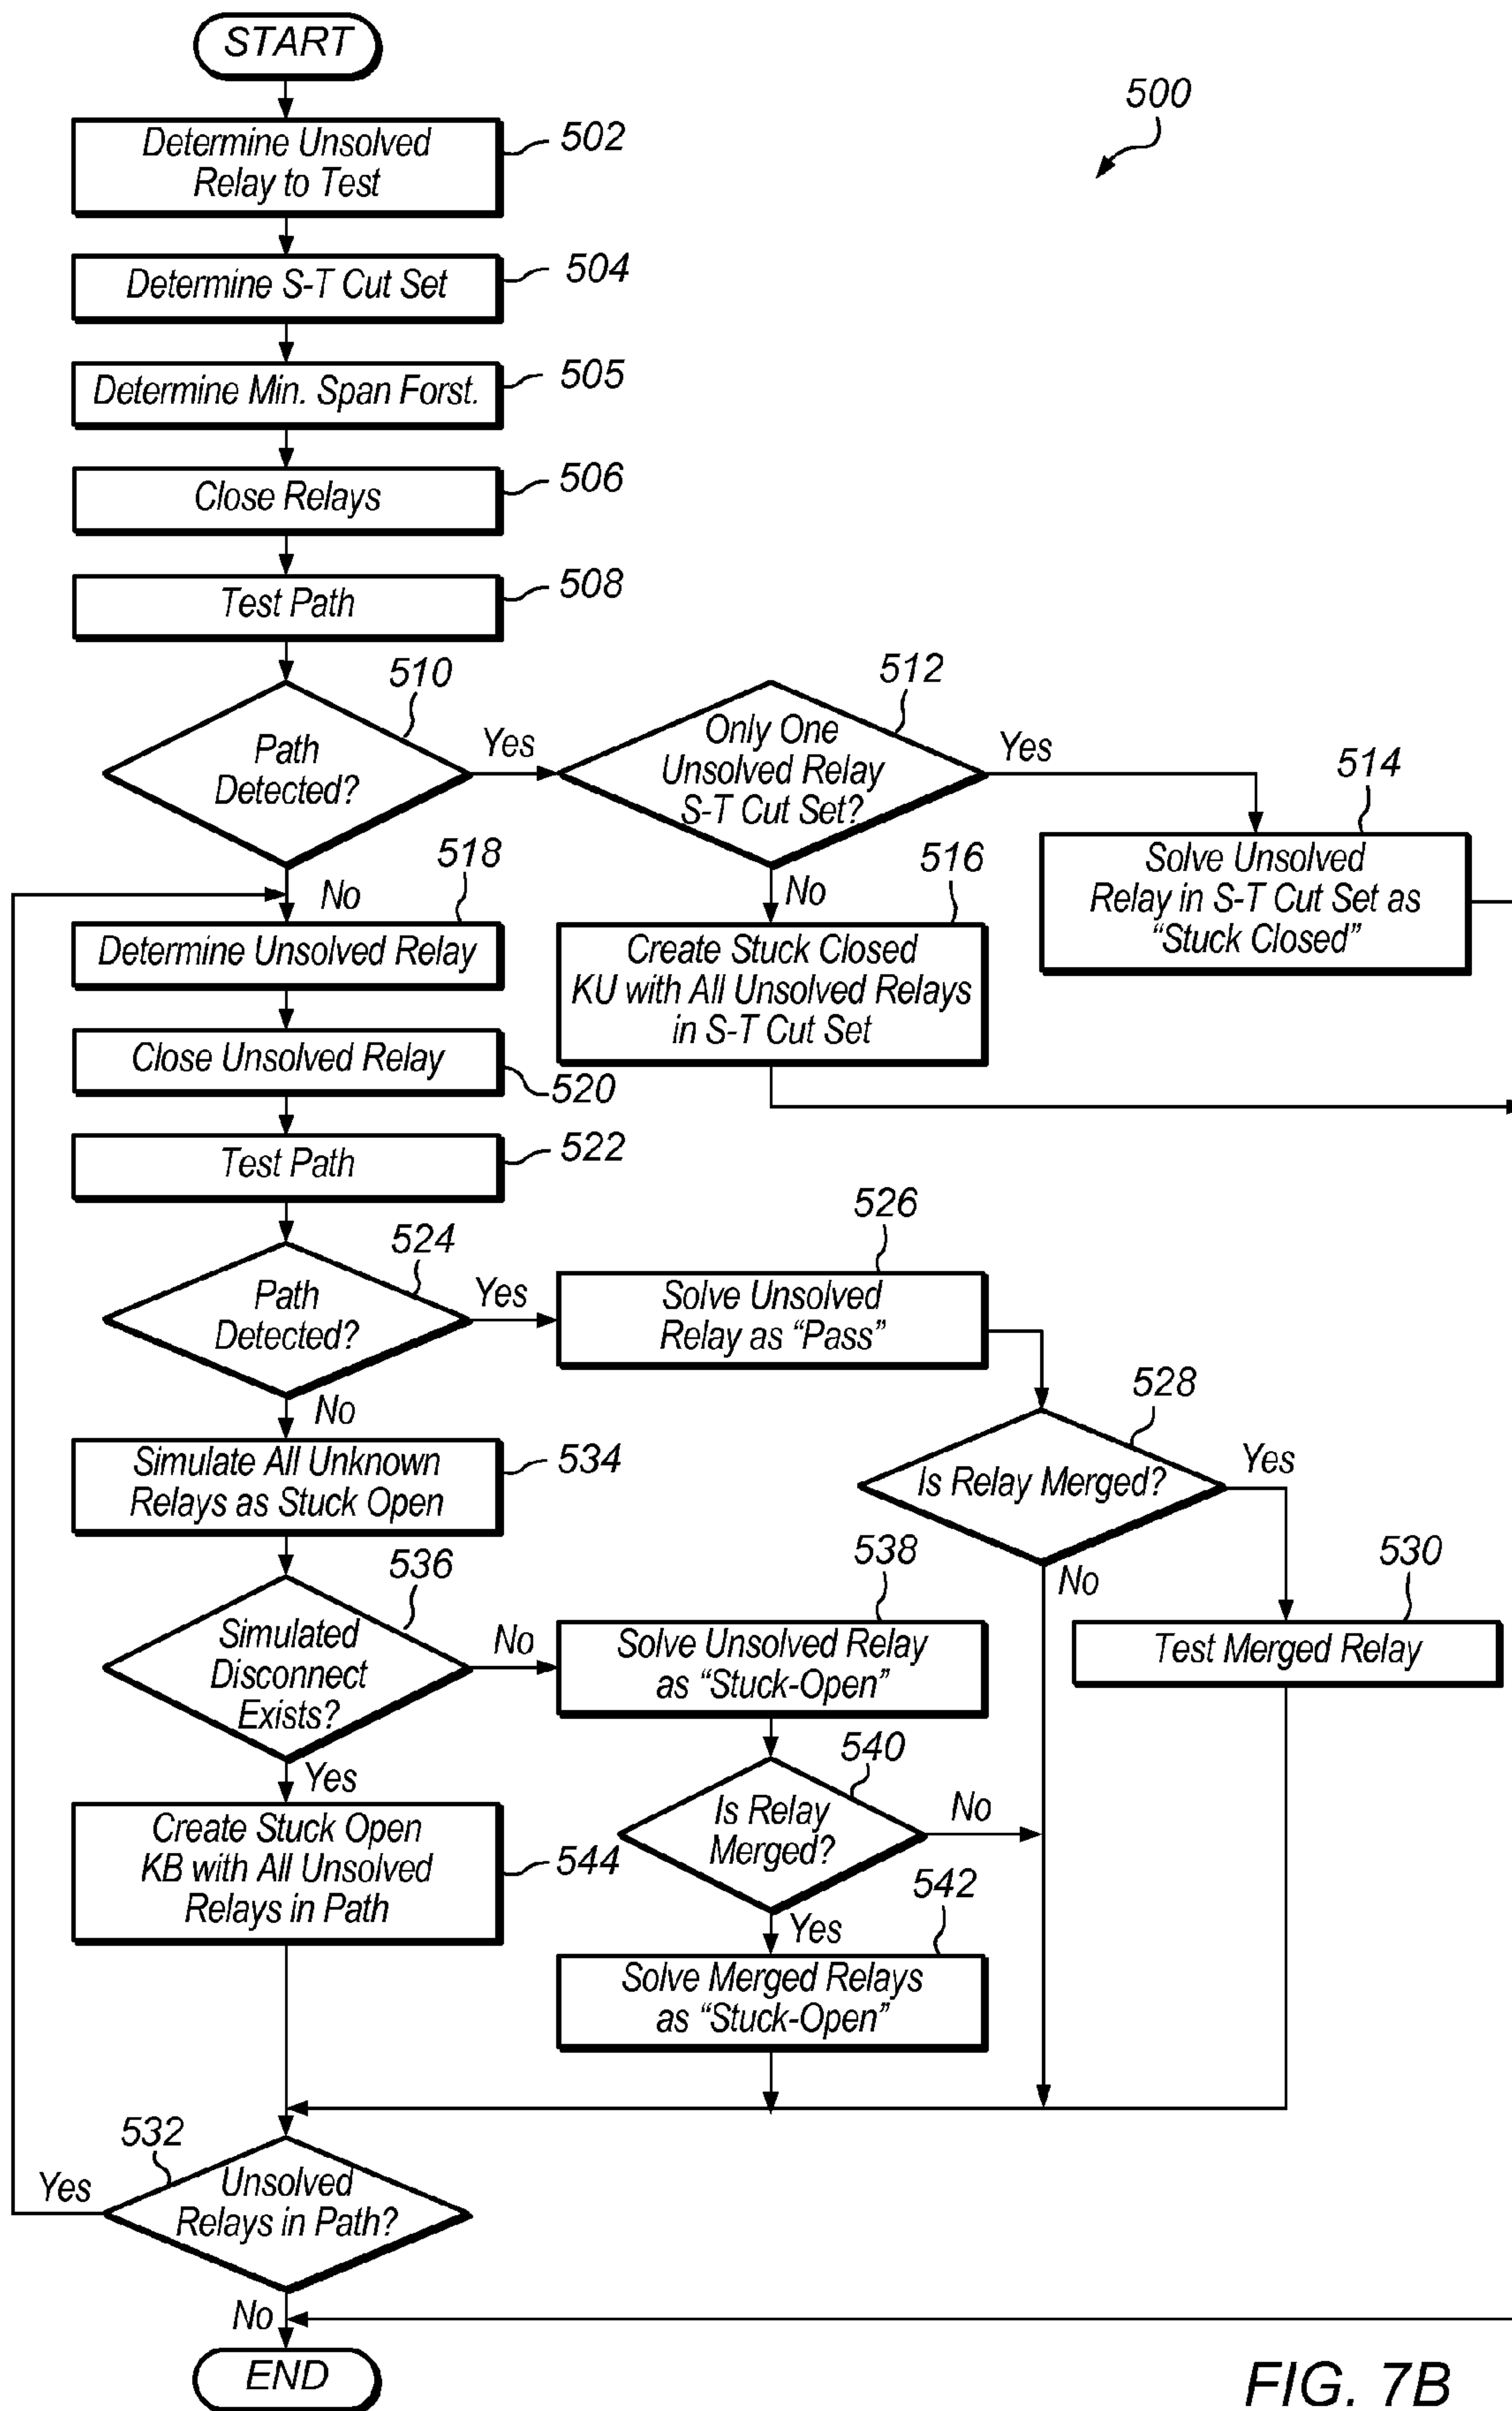 START
500
Determine Unsolved
Relay to Test
502
Determine S-T Cut Set
504
Determine Min. Span Forst.
505
Close Relays
506
Test Path
508
510
Path
Detected?
Yes
No
512
Only One
Unsolved Relay
S-T Cut Set?
Yes
No
514
Solve Unsolved
Relay in S-T Cut Set as
“Stuck Closed”
516
Create Stuck Closed
KU with All Unsolved Relays
in S-T Cut Set
518
Determine Unsolved Relay
Close Unsolved Relay
520
Test Path
522
524
Path
Detected?
Yes
No
526
Solve Unsolved
Relay as “Pass”
528
Is Relay Merged?
Yes
No
530
Test Merged Relay
Simulate All Unknown
Relays as Stuck Open
534
536
Simulated
Disconnect
Exists?
No
Yes
538
Solve Unsolved Relay
as “Stuck-Open”
540
Is Relay
Merged?
No
Yes
542
Solve Merged Relays
as “Stuck-Open”
Create Stuck Open
KB with All Unsolved
Relays in Path
544
532
Unsolved
Relays in Path?
Yes
No
END
FIG. 7B